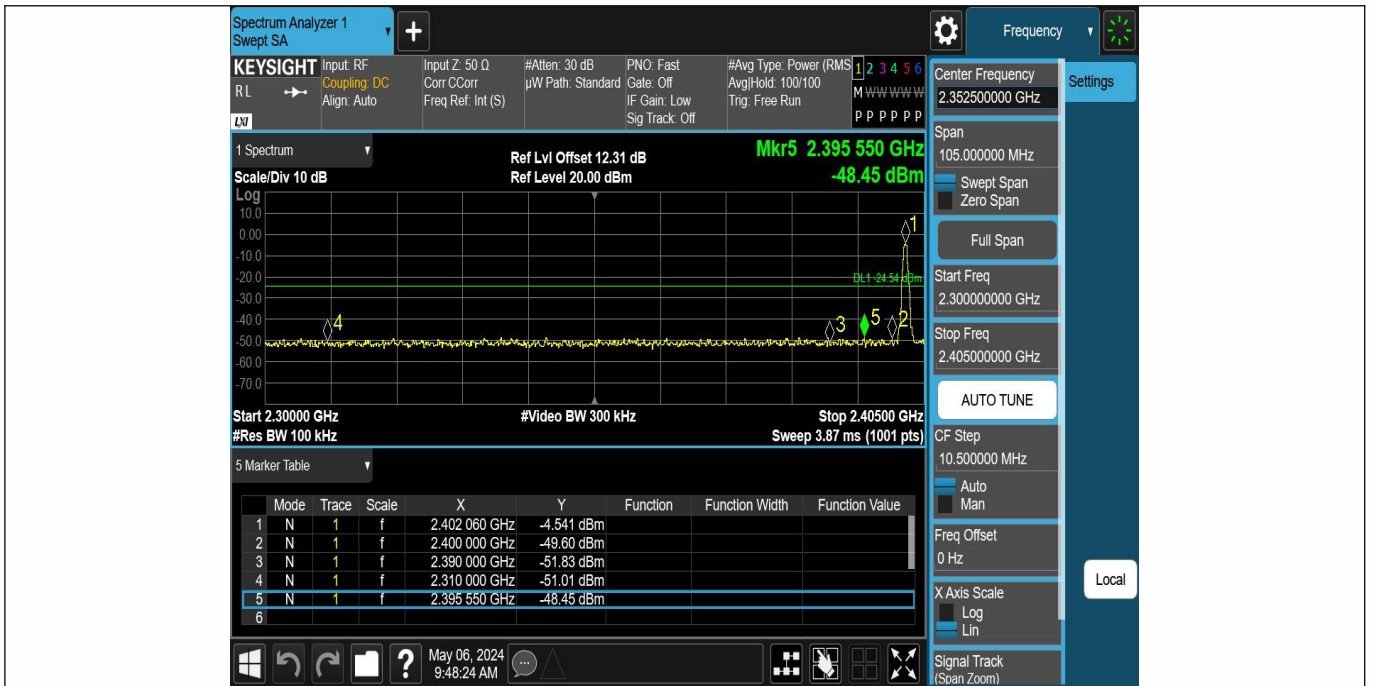 Spectrum Analyzer 1
Swept SA
+
Frequency
KEYSIGHT
RL
LXI
Input: RF
Coupling: DC
Align: Auto
Input Z: 50 Ω
Corr CCorr
Freq Ref: Int (S)
#Atten: 30 dB
µW Path: Standard
PNO: Fast
Gate: Off
IF Gain: Low
Sig Track: Off
#Avg Type: Power (RMS
Avg|Hold: 100/100
Trig: Free Run
1 2 3 4 5 6
M W W W W W
P P P P P P
Center Frequency
2.352500000 GHz
Settings
1 Spectrum
Scale/Div 10 dB
Ref Lvl Offset 12.31 dB
Ref Level 20.00 dBm
Mkr5 2.395 550 GHz
-48.45 dBm
Span
105.000000 MHz
Swept Span
Zero Span
Full Span
Log
10.0
0.00
-10.0
-20.0
-30.0
-40.0
-50.0
-60.0
-70.0
1
DL1 -24.54 dBm
4
3
5
2
Start Freq
2.300000000 GHz
Stop Freq
2.405000000 GHz
AUTO TUNE
Start 2.30000 GHz
#Video BW 300 kHz
Stop 2.40500 GHz
#Res BW 100 kHz
Sweep 3.87 ms (1001 pts)
CF Step
10.500000 MHz
Auto
Man
5 Marker Table
Mode Trace Scale X Y Function Function Width Function Value
1 N 1 f 2.402 060 GHz -4.541 dBm
2 N 1 f 2.400 000 GHz -49.60 dBm
3 N 1 f 2.390 000 GHz -51.83 dBm
4 N 1 f 2.310 000 GHz -51.01 dBm
5 N 1 f 2.395 550 GHz -48.45 dBm
6
Freq Offset
0 Hz
X Axis Scale
Log
Lin
Local
Signal Track
(Span Zoom)
?
May 06, 2024
9:48:24 AM